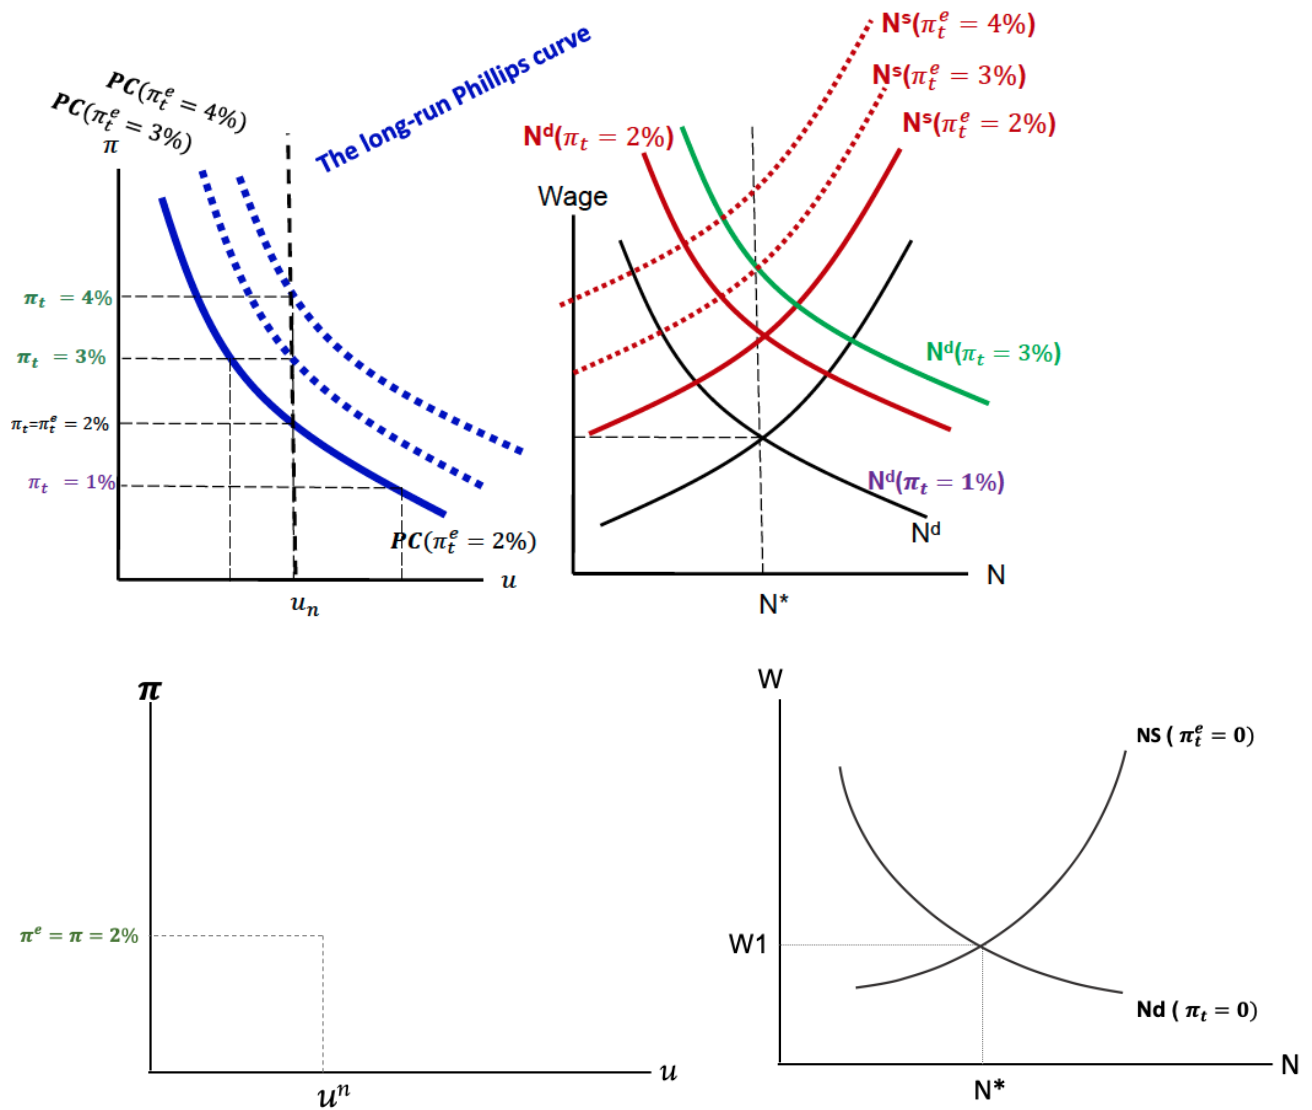 PC(π_t^e = 4%)
PC(π_t^e = 3%)
π
The long-run Phillips curve
π_t = 4%
π_t = 3%
π_t=π_t^e = 2%
π_t = 1%
PC(π_t^e = 2%)
u
u_n
N^s(π_t^e = 4%)
N^s(π_t^e = 3%)
N^s(π_t^e = 2%)
N^d(π_t = 2%)
Wage
N^d(π_t = 3%)
N^d(π_t = 1%)
N^d
N
N*
π
π^e = π = 2%
u
u^n
W
NS ( π_t^e = 0)
W1
Nd ( π_t = 0)
N
N*